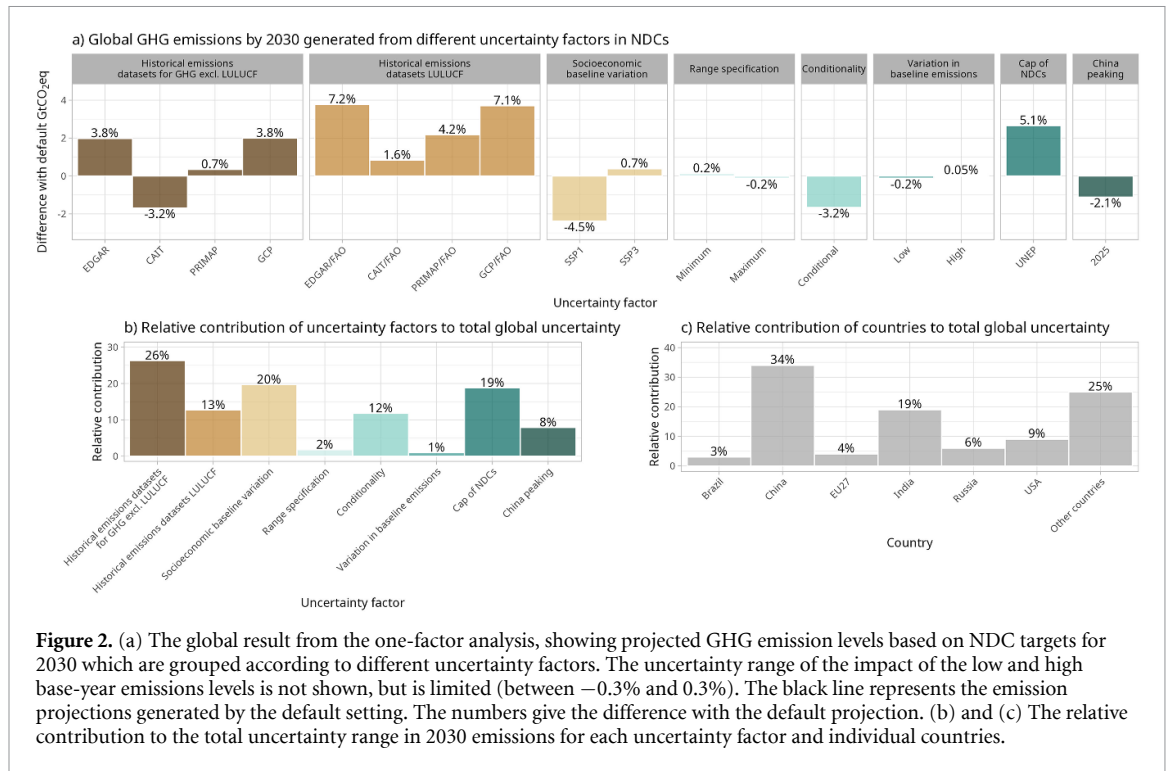 a) Global GHG emissions by 2030 generated from different uncertainty factors in NDCs
Historical emissions
datasets for GHG excl. LULUCF
Historical emissions
datasets LULUCF
Socioeconomic
baseline variation
Range specification
Conditionality
Variation in
baseline emissions
Cap of
NDCs
China
peaking
Difference with default GtCO₂eq
4
2
0
-2
3.8%
-3.2%
0.7%
3.8%
7.2%
1.6%
4.2%
7.1%
-4.5%
0.7%
0.2%
-0.2%
-3.2%
-0.2%
0.05%
5.1%
-2.1%
EDGAR
CAIT
PRIMAP
GCP
EDGAR/FAO
CAIT/FAO
PRIMAP/FAO
GCP/FAO
SSP1
SSP3
Minimum
Maximum
Conditional
Low
High
UNEP
2025
Uncertainty factor
b) Relative contribution of uncertainty factors to total global uncertainty
Relative contribution
30
20
10
0
26%
13%
20%
2%
12%
1%
19%
8%
Historical emissions datasets
for GHG excl. LULUCF
Historical emissions datasets LULUCF
Socioeconomic baseline variation
Range specification
Conditionality
Variation in baseline emissions
Cap of NDCs
China peaking
Uncertainty factor
c) Relative contribution of countries to total global uncertainty
Relative contribution
40
30
20
10
0
3%
34%
4%
19%
6%
9%
25%
Brazil
China
EU27
India
Russia
USA
Other countries
Country
Figure 2. (a) The global result from the one-factor analysis, showing projected GHG emission levels based on NDC targets for
2030 which are grouped according to different uncertainty factors. The uncertainty range of the impact of the low and high
base-year emissions levels is not shown, but is limited (between −0.3% and 0.3%). The black line represents the emission
projections generated by the default setting. The numbers give the difference with the default projection. (b) and (c) The relative
contribution to the total uncertainty range in 2030 emissions for each uncertainty factor and individual countries.